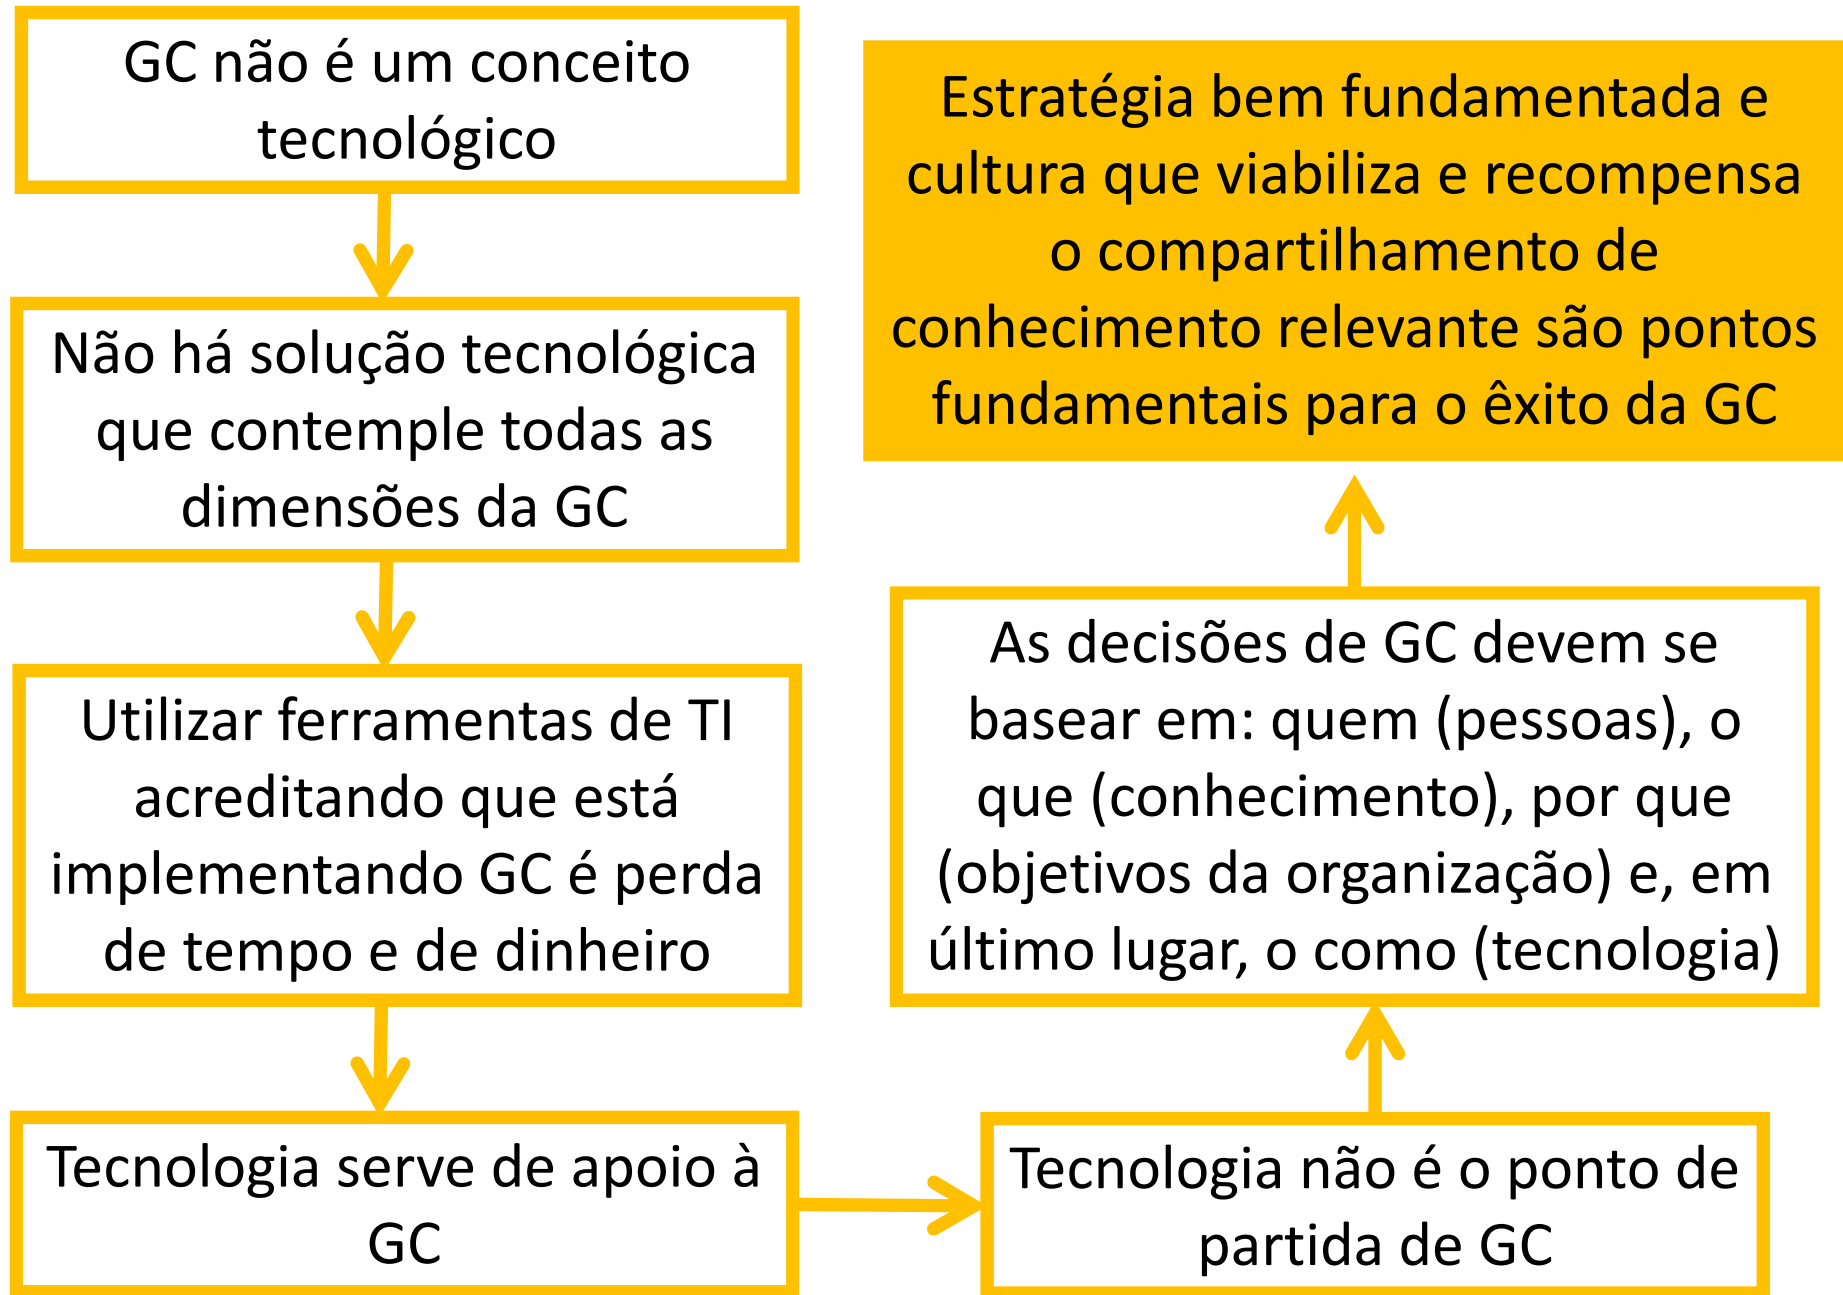 GC não é um conceito
tecnológico
Não há solução tecnológica
que contemple todas as
dimensões da GC
Utilizar ferramentas de TI
acreditando que está
implementando GC é perda
de tempo e de dinheiro
Tecnologia serve de apoio à
GC
Tecnologia não é o ponto de
partida de GC
As decisões de GC devem se
basear em: quem (pessoas), o
que (conhecimento), por que
(objetivos da organização) e, em
último lugar, o como (tecnologia)
Estratégia bem fundamentada e
cultura que viabiliza e recompensa
o compartilhamento de
conhecimento relevante são pontos
fundamentais para o êxito da GC